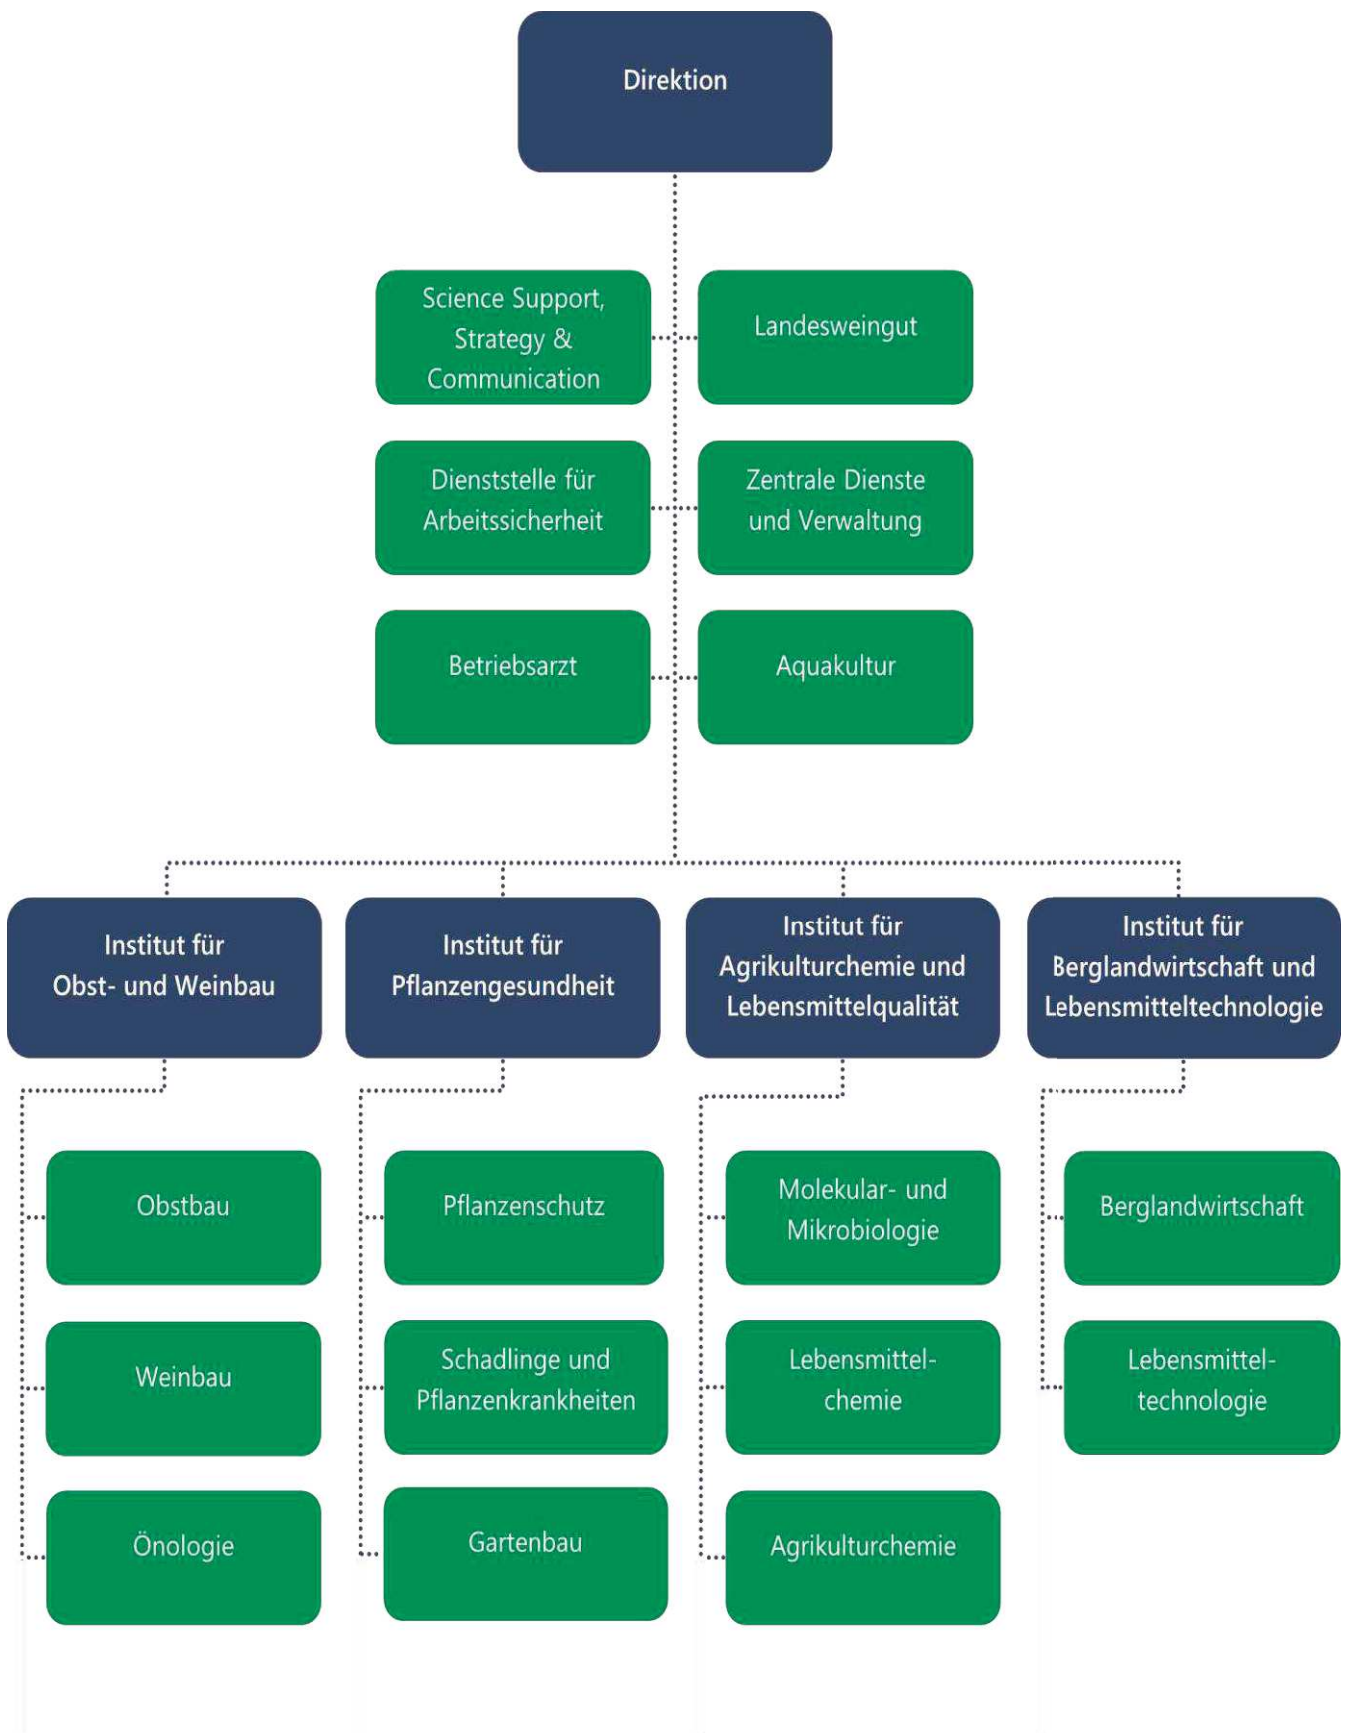 Direktion
Science Support,
Strategy &
Communication
Landesweingut
Dienststelle für
Arbeitssicherheit
Zentrale Dienste
und Verwaltung
Betriebsarzt
Aquakultur
Institut für
Obst- und Weinbau
Institut für
Pflanzengesundheit
Institut für
Agrikulturchemie und
Lebensmittelqualität
Institut für
Berglandwirtschaft und
Lebensmitteltechnologie
Obstbau
Weinbau
Önologie
Pflanzenschutz
Schadlinge und
Pflanzenkrankheiten
Gartenbau
Molekular- und
Mikrobiologie
Lebensmittel-
chemie
Agrikulturchemie
Berglandwirtschaft
Lebensmittel-
technologie